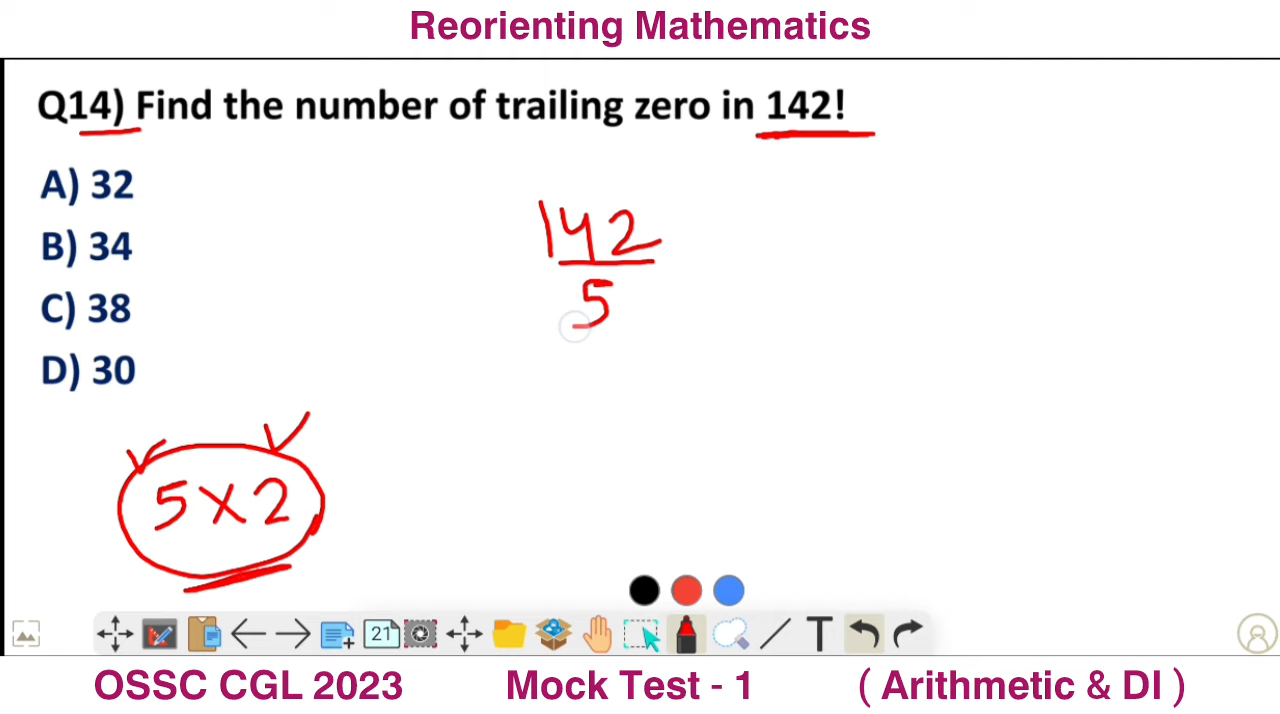 Reorienting Mathematics
Q14) Find the number of trailing zero in 142!
A) 32
B) 34
C) 38
D) 30
142
5
5×2
21
T
OSSC CGL 2023 Mock Test - 1 ( Arithmetic & DI )